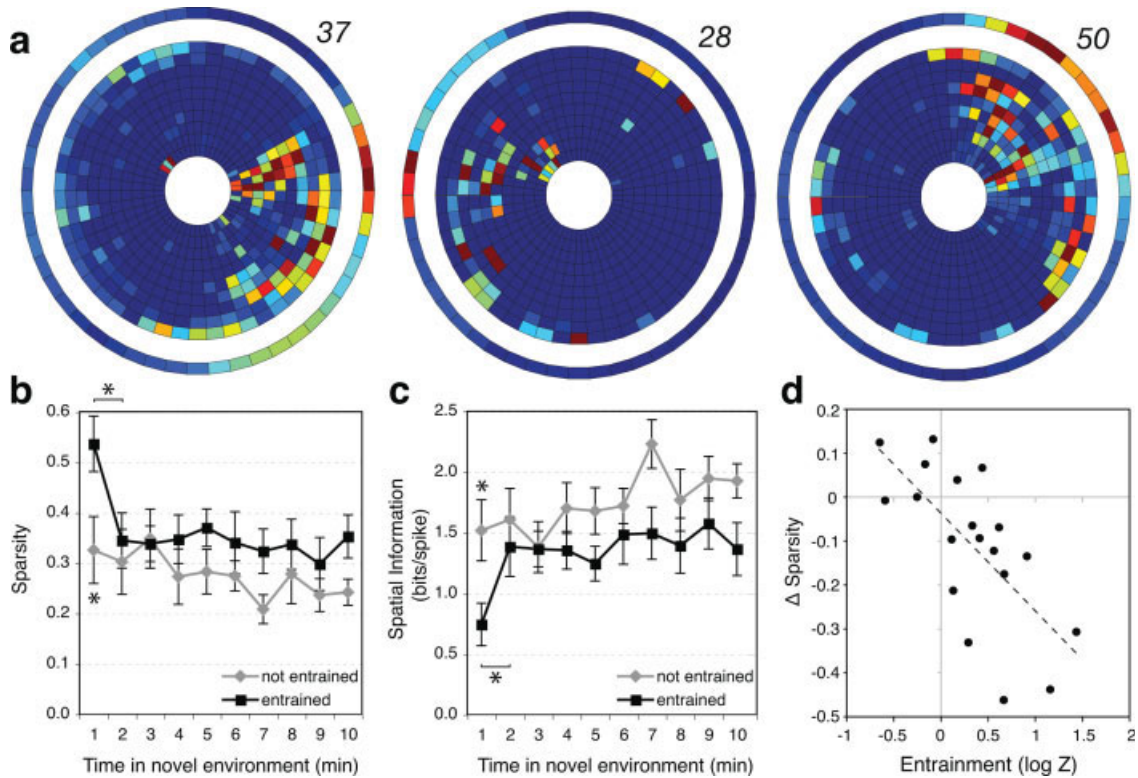 a
37
28
50
b
*
0.6
0.5
0.4
0.3
0.2
0.1
0.0
Sparsity
*
not entrained
entrained
1 2 3 4 5 6 7 8 9 10
Time in novel environment (min)
c
2.5
2.0
1.5
1.0
0.5
0.0
Spatial Information
(bits/spike)
*
*
not entrained
entrained
1 2 3 4 5 6 7 8 9 10
Time in novel environment (min)
d
0.2
0.1
0
-0.1
-0.2
-0.3
-0.4
-0.5
Δ Sparsity
-1 -0.5 0 0.5 1 1.5 2
Entrainment (log Z)